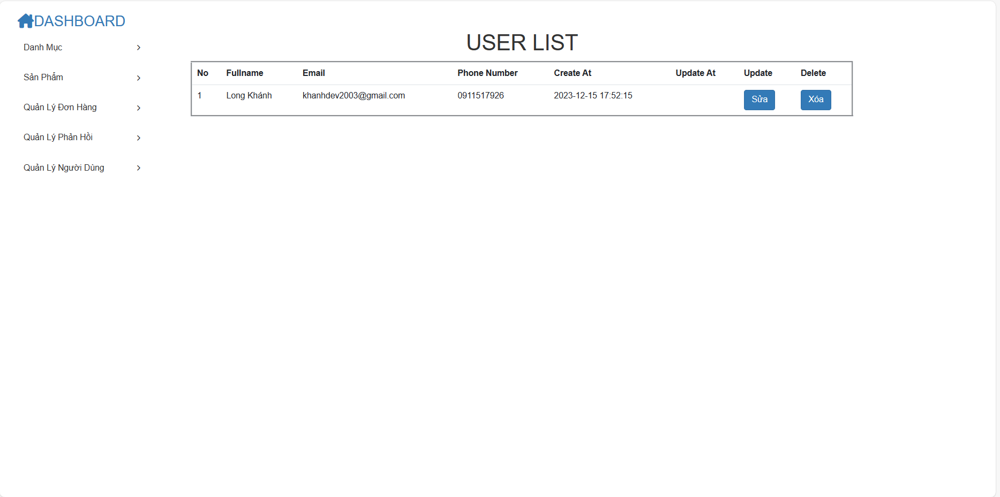 DASHBOARD
Danh Mục
Sản Phẩm
Quản Lý Đơn Hàng
Quản Lý Phản Hồi
Quản Lý Người Dùng
USER LIST
No Fullname Email Phone Number Create At Update At Update Delete
1 Long Khánh khanhdev2003@gmail.com 0911517926 2023-12-15 17:52:15 Sửa Xóa